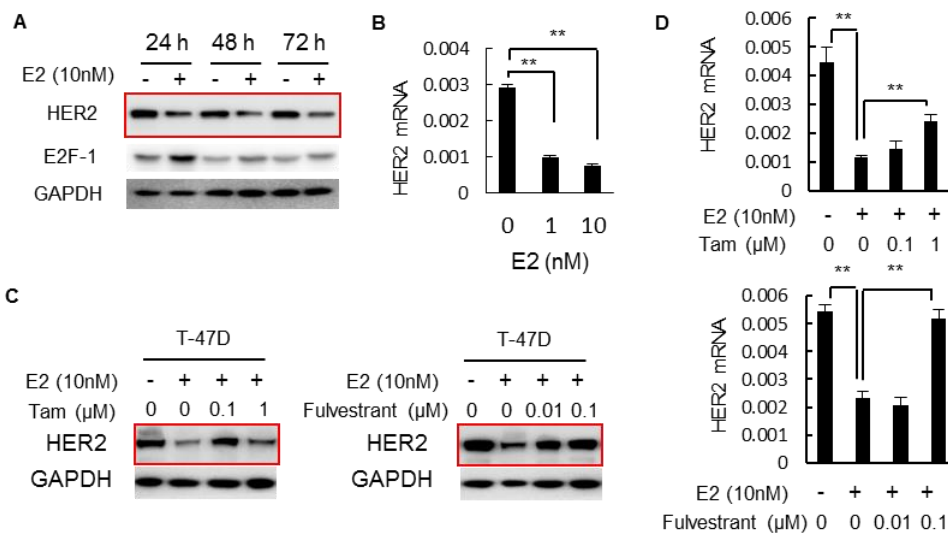 A
24 h 48 h 72 h
E2 (10nM) - + - + - +
HER2
E2F-1
GAPDH
B
HER2 mRNA
0.004
0.003
0.002
0.001
0
** **
0 1 10
E2 (nM)
C
T-47D
E2 (10nM) - + + +
Tam (µM) 0 0 0.1 1
HER2
GAPDH
T-47D
E2 (10nM) - + + +
Fulvestrant (µM) 0 0 0.01 0.1
HER2
GAPDH
D
HER2 mRNA
0.006
0.005
0.004
0.003
0.002
0.001
0
** **
E2 (10nM) - + + +
Tam (µM) 0 0 0.1 1
HER2 mRNA
0.006
0.005
0.004
0.003
0.002
0.001
0
** **
E2 (10nM) - + + +
Fulvestrant (µM) 0 0 0.01 0.1